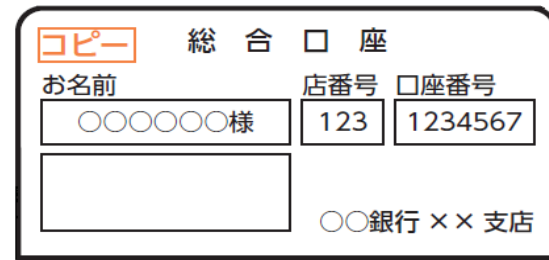 コピー 総合口座
お名前 店番号 口座番号
○○○○○○様 123 1234567
○○銀行 ×× 支店